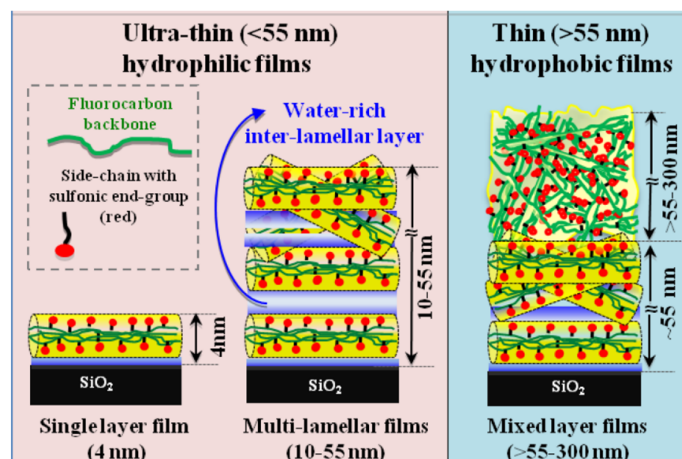 Ultra-thin (<55 nm)
hydrophilic films
Thin (>55 nm)
hydrophobic films
Fluorocarbon
backbone
Side-chain with
sulfonic end-group
(red)
Water-rich
inter-lamellar layer
4nm
≈ 10-55 nm
≈ >55-300 nm
≈ ~55 nm
SiO₂
SiO₂
SiO₂
Single layer film
(4 nm)
Multi-lamellar films
(10-55 nm)
Mixed layer films
(>55-300 nm)